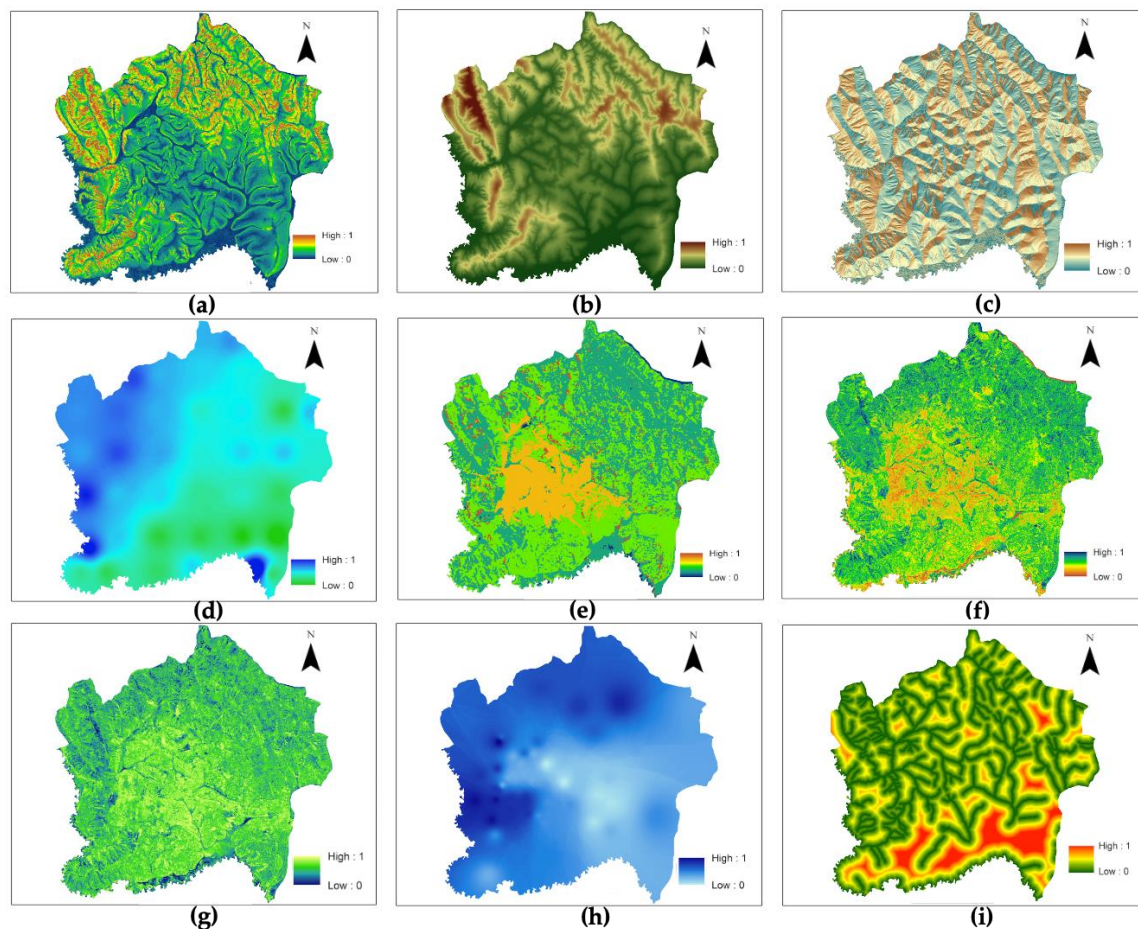 N
High : 1
Low : 0
(a)
N
High : 1
Low : 0
(b)
N
High : 1
Low : 0
(c)
N
High : 1
Low : 0
(d)
N
High : 1
Low : 0
(e)
N
High : 1
Low : 0
(f)
N
High : 1
Low : 0
(g)
N
High : 1
Low : 0
(h)
N
High : 1
Low : 0
(i)